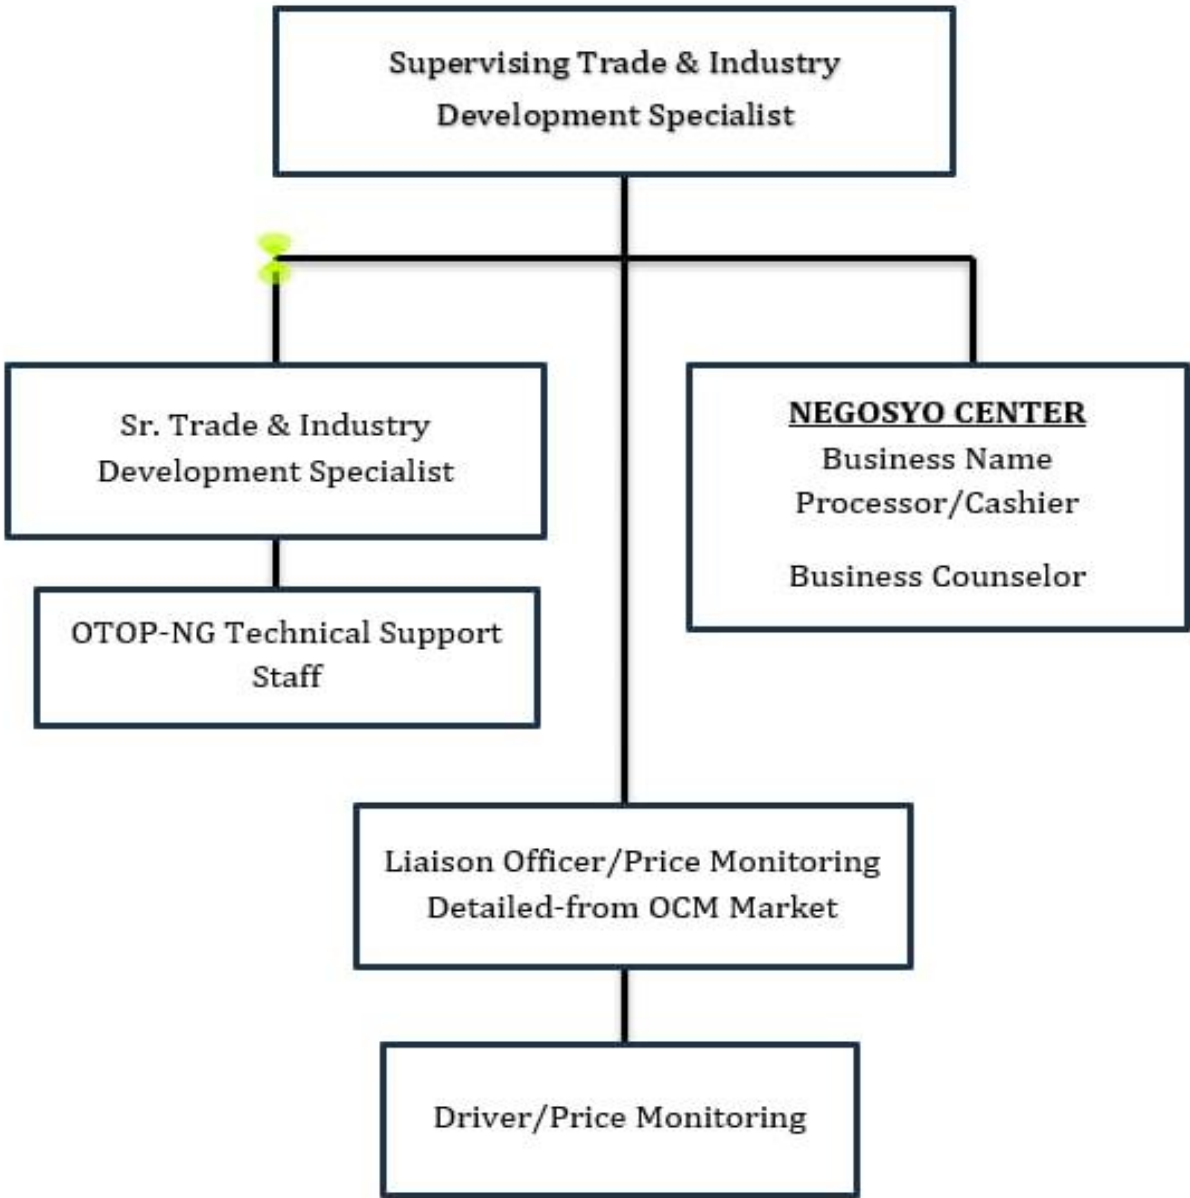 Supervising Trade & Industry
Development Specialist
Sr. Trade & Industry
Development Specialist
OTOP-NG Technical Support
Staff
NEGOSYO CENTER
Business Name
Processor/Cashier
Business Counselor
Liaison Officer/Price Monitoring
Detailed-from OCM Market
Driver/Price Monitoring